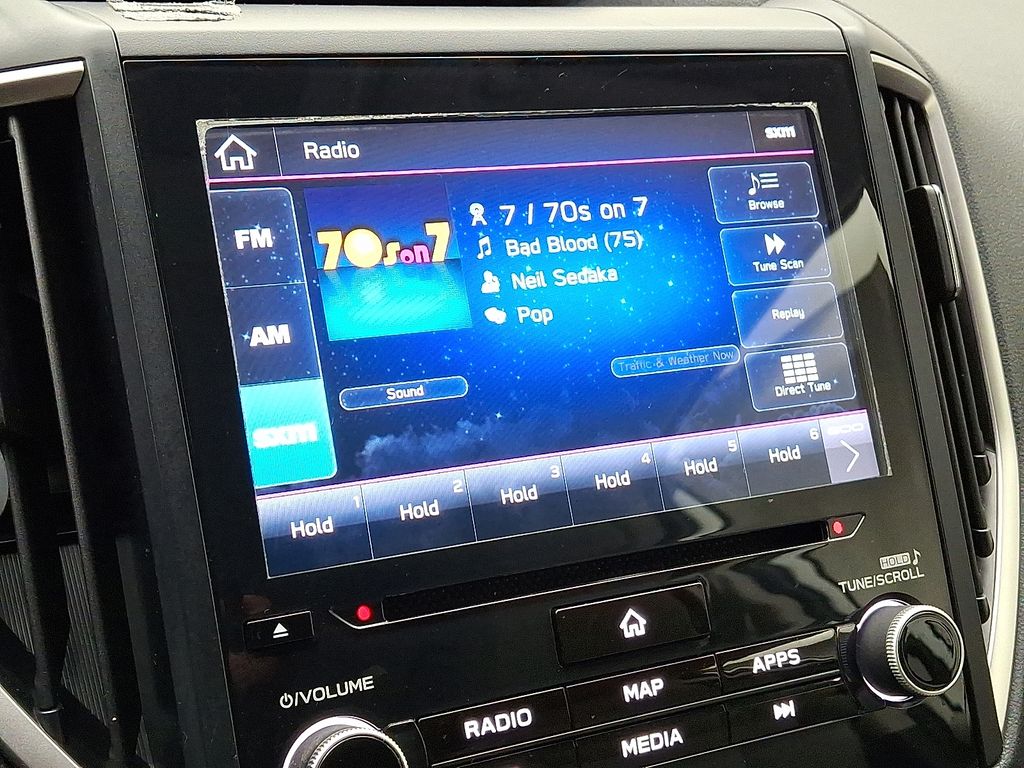 Radio
sxm
FM
AM
sxm
70s on 7
7 / 70s on 7
Bad Blood (75)
Neil Sedaka
Pop
Browse
Tune Scan
Replay
Direct Tune
Traffic & Weather Now
Sound
1 Hold
2 Hold
3 Hold
4 Hold
5 Hold
6 Hold
HOLD
TUNE/SCROLL
/VOLUME
RADIO
MAP
APPS
MEDIA